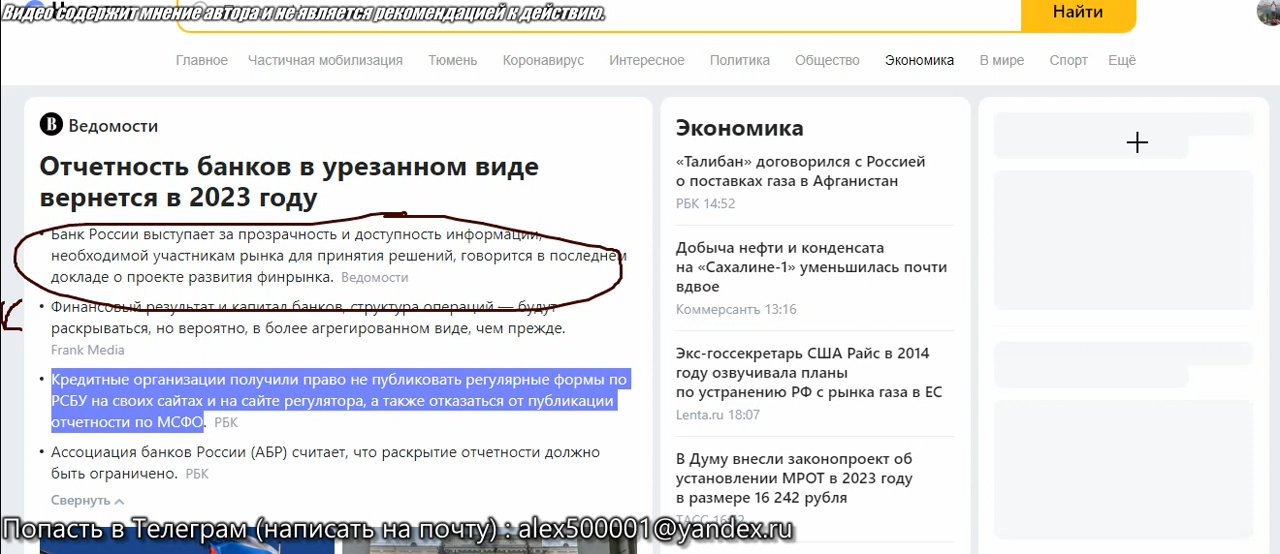 Видео содержит мнение автора и не является рекомендацией к действию.
Найти
Главное Частичная мобилизация Тюмень Коронавирус Интересное Политика Общество Экономика В мире Спорт Ещё
В Ведомости
Отчетность банков в урезанном виде
вернется в 2023 году
• Банк России выступает за прозрачность и доступность информации,
необходимой участникам рынка для принятия решений, говорится в последнем
докладе о проекте развития финрынка. Ведомости
• Финансовый результат и капитал банков, структура операций — будут
раскрываться, но вероятно, в более агрегированном виде, чем прежде.
Frank Media
• Кредитные организации получили право не публиковать регулярные формы по
РСБУ на своих сайтах и на сайте регулятора, а также отказаться от публикации
отчетности по МСФО. РБК
• Ассоциация банков России (АБР) считает, что раскрытие отчетности должно
быть ограничено. РБК
Свернуть
Экономика
«Талибан» договорился с Россией
о поставках газа в Афганистан
РБК 14:52
Добыча нефти и конденсата
на «Сахалине-1» уменьшилась почти
вдвое
Коммерсантъ 13:16
Экс-госсекретарь США Райс в 2014
году озвучивала планы
по устранению РФ с рынка газа в ЕС
Lenta.ru 18:07
В Думу внесли законопроект об
установлении МРОТ в 2023 году
в размере 16 242 рубля
Попасть в Телеграм (написать на почту) : alex500001@yandex.ru